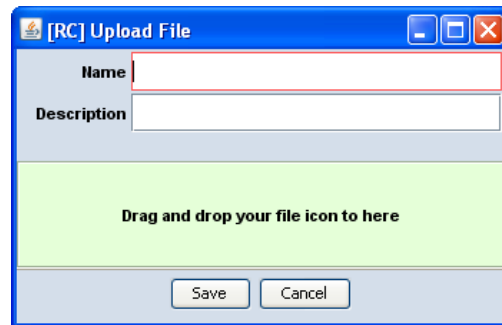 [RC] Upload File
Name
Description
Drag and drop your file icon to here
Save Cancel